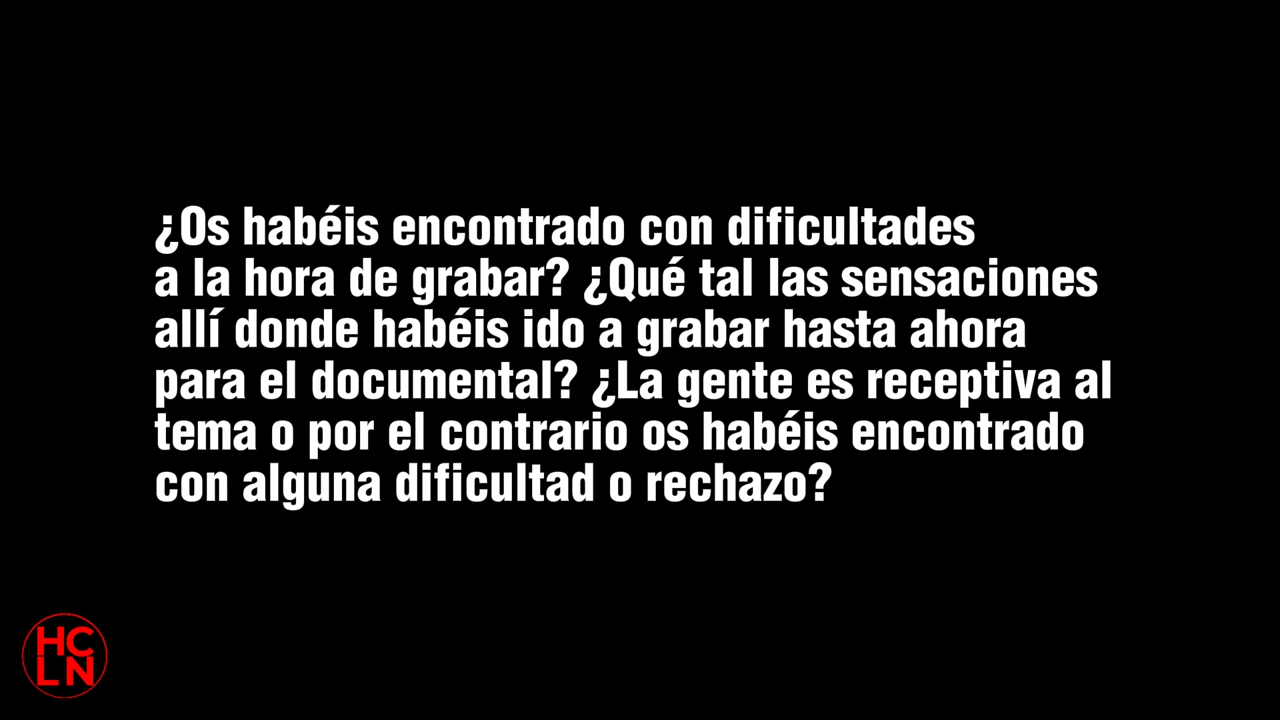 ¿Os habéis encontrado con dificultades
a la hora de grabar? ¿Qué tal las sensaciones
allí donde habéis ido a grabar hasta ahora
para el documental? ¿La gente es receptiva al
tema o por el contrario os habéis encontrado
con alguna dificultad o rechazo?
HC
LN